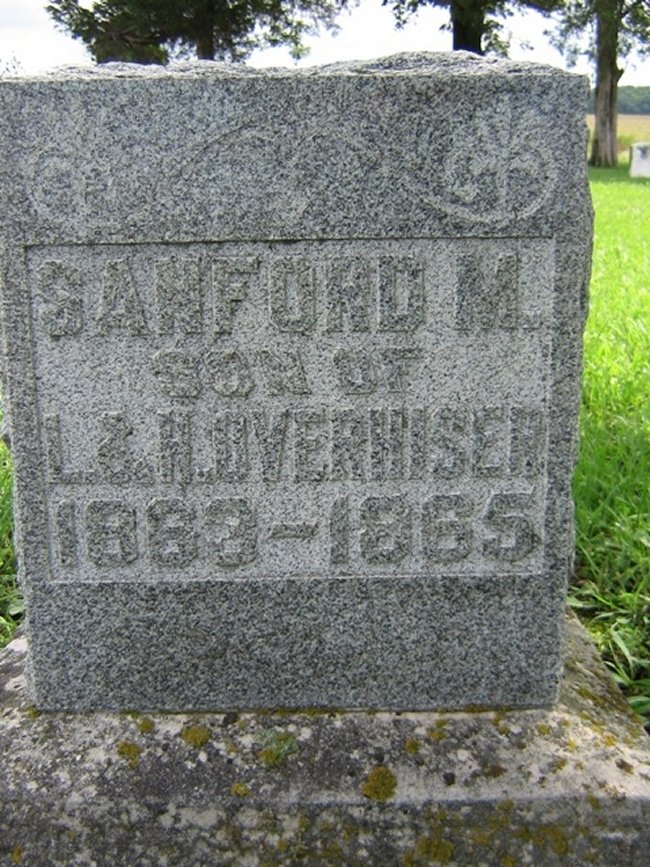 SANFORD M.
SON OF
L. & H. OVERHISER
1863-1865